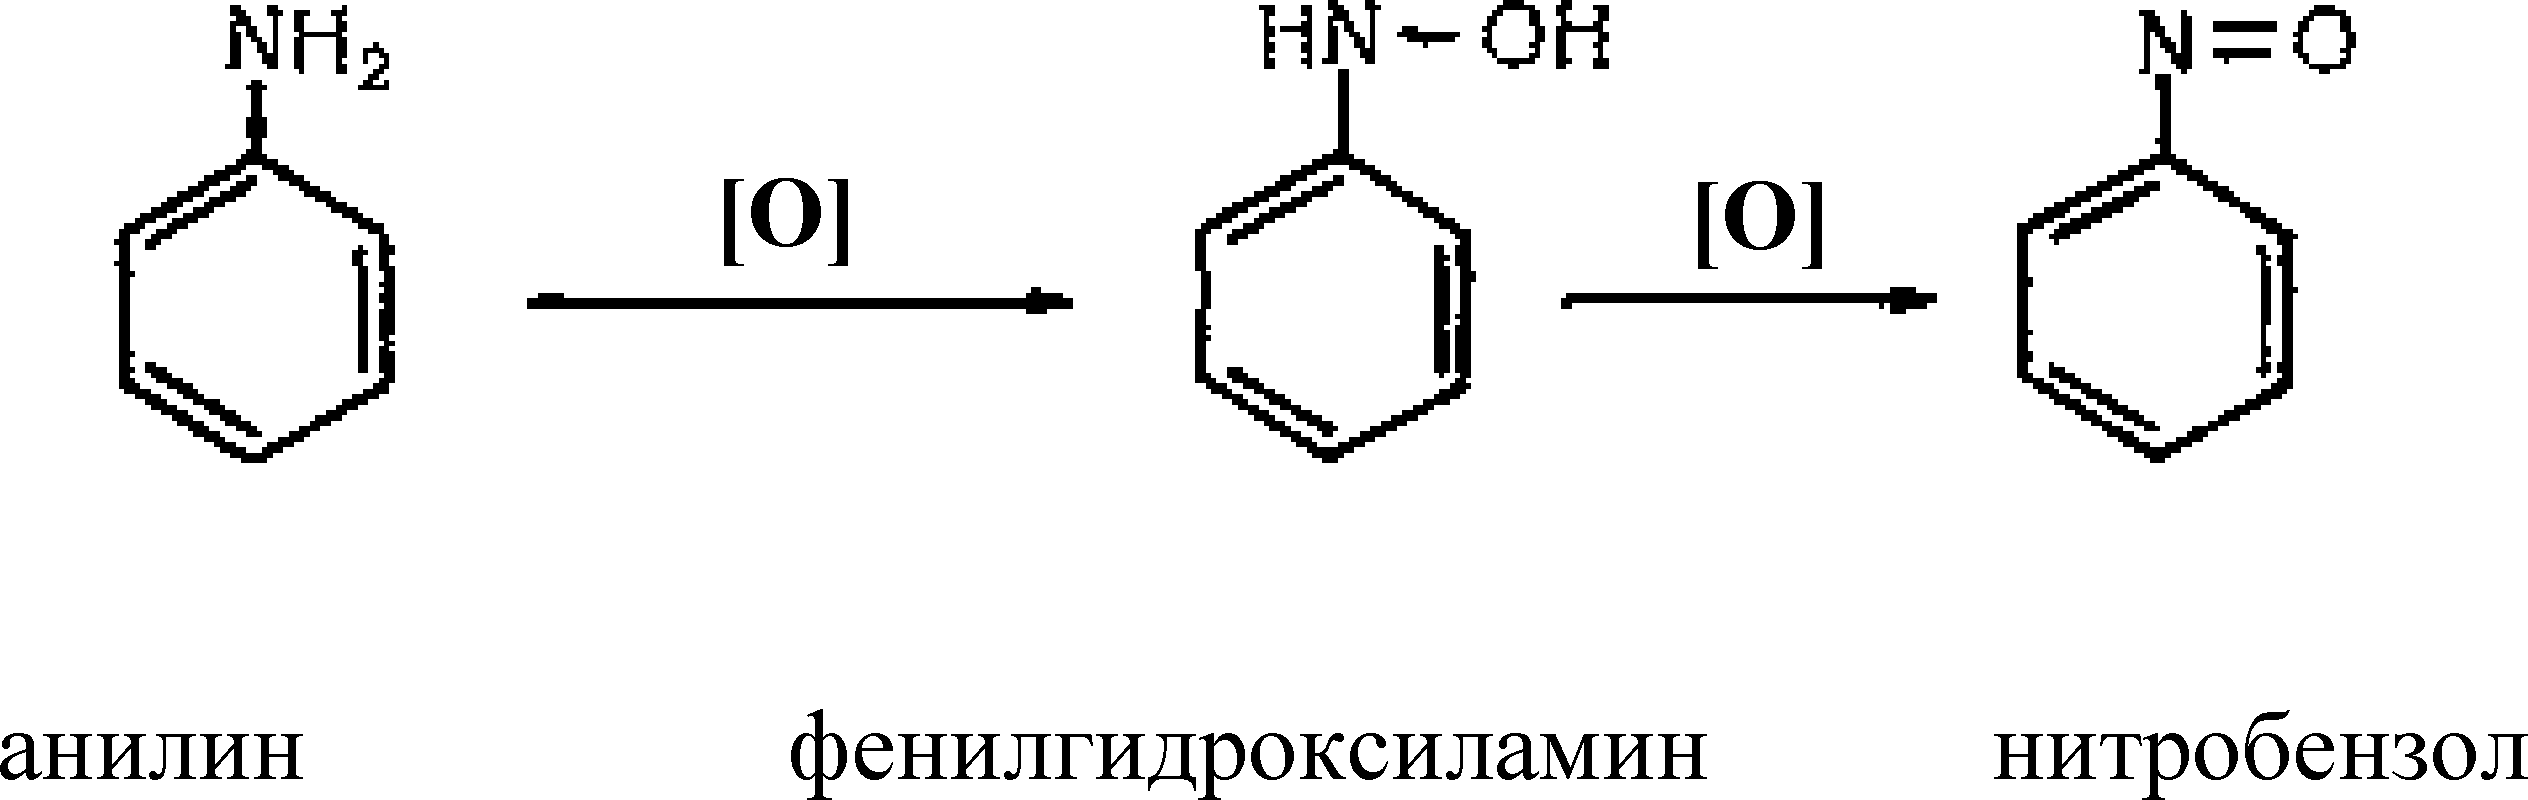 NH2 HN-OH N=O
[O] [O]
анилин фенилгидроксиламин нитробензол